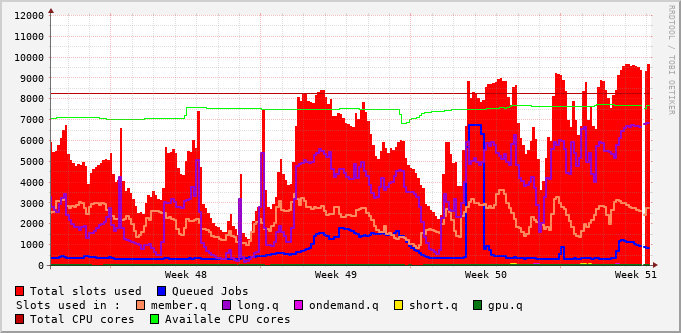 12000
11000
10000
9000
8000
7000
6000
5000
4000
3000
2000
1000
0
Week 48 Week 49 Week 50 Week 51
RRDTOOL / TOBI OETIKER
Total slots used Queued Jobs
Slots used in : member.q long.q ondemand.q short.q gpu.q
Total CPU cores Availale CPU cores